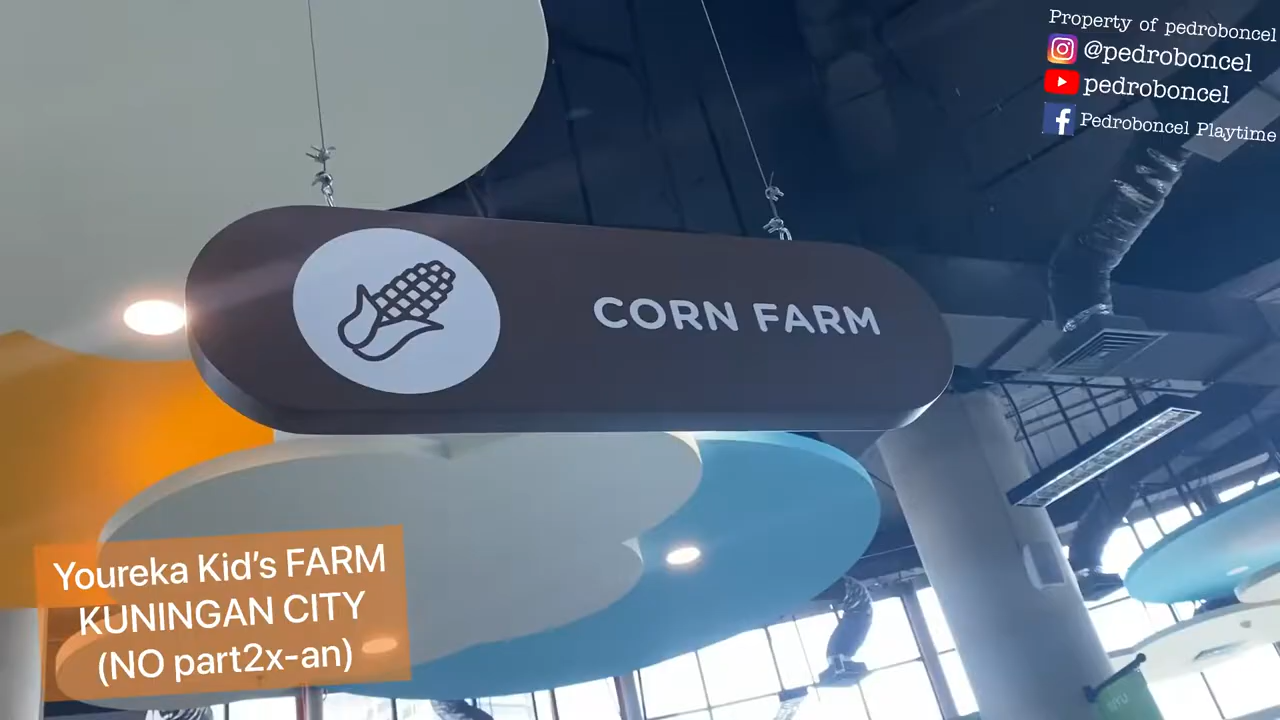 Property of pedroboncel
@pedroboncel
pedroboncel
Pedroboncel Playtime
CORN FARM
Youreka Kid's FARM
KUNINGAN CITY
(NO part2x-an)